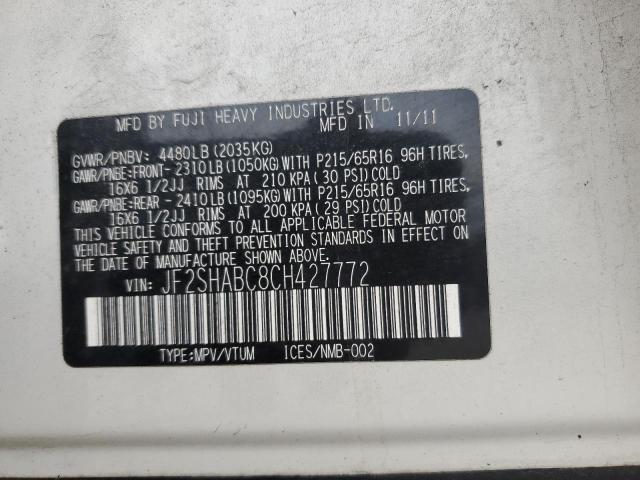 MFD BY FUJI HEAVY INDUSTRIES LTD.
MFD IN 11/11
GVWR/PNBV: 4480LB (2035KG)
GAWR/PNBE:FRONT- 2310LB(1050KG)WITH P215/65R16 96H TIRES,
16X6 1/2JJ RIMS AT 210KPA(30 PSI)COLD
GAWR/PNBE:REAR - 2410LB(1095KG)WITH P215/65R16 96H TIRES,
16X6 1/2JJ RIMS AT 200KPA(29 PSI)COLD
THIS VEHICLE CONFORMS TO ALL APPLICABLE FEDERAL MOTOR
VEHICLE SAFETY AND THEFT PREVENTION STANDARDS IN EFFECT ON
THE DATE OF MANUFACTURE SHOWN ABOVE.
VIN: JF2SHABC8CH427772
TYPE:MPV/VTUM ICES/NMB-002